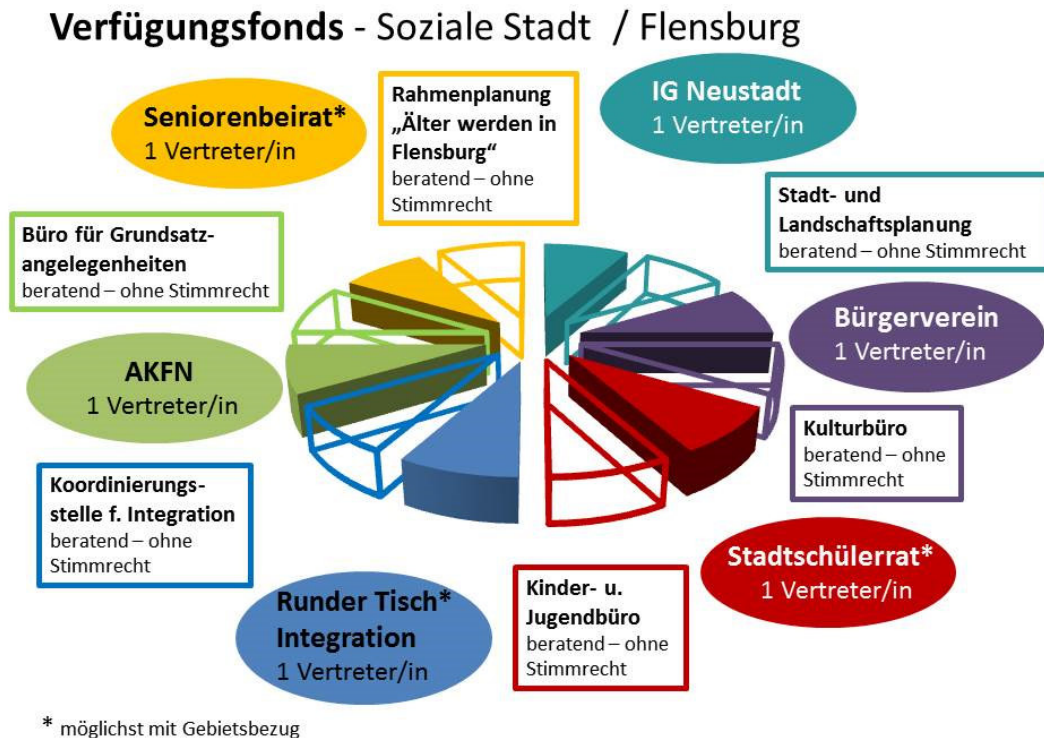 Verfügungsfonds - Soziale Stadt / Flensburg
Seniorenbeirat*
1 Vertreter/in
Rahmenplanung
„Älter werden in
Flensburg“
beratend – ohne
Stimmrecht
IG Neustadt
1 Vertreter/in
Stadt- und
Landschaftsplanung
beratend – ohne Stimmrecht
Büro für Grundsatz-
angelegenheiten
beratend – ohne Stimmrecht
Bürgerverein
1 Vertreter/in
AKFN
1 Vertreter/in
Kulturbüro
beratend – ohne
Stimmrecht
Koordinierungs-
stelle f. Integration
beratend – ohne
Stimmrecht
Stadtschülerrat*
1 Vertreter/in
Runder Tisch*
Integration
1 Vertreter/in
Kinder- u.
Jugendbüro
beratend – ohne
Stimmrecht
* möglichst mit Gebietsbezug